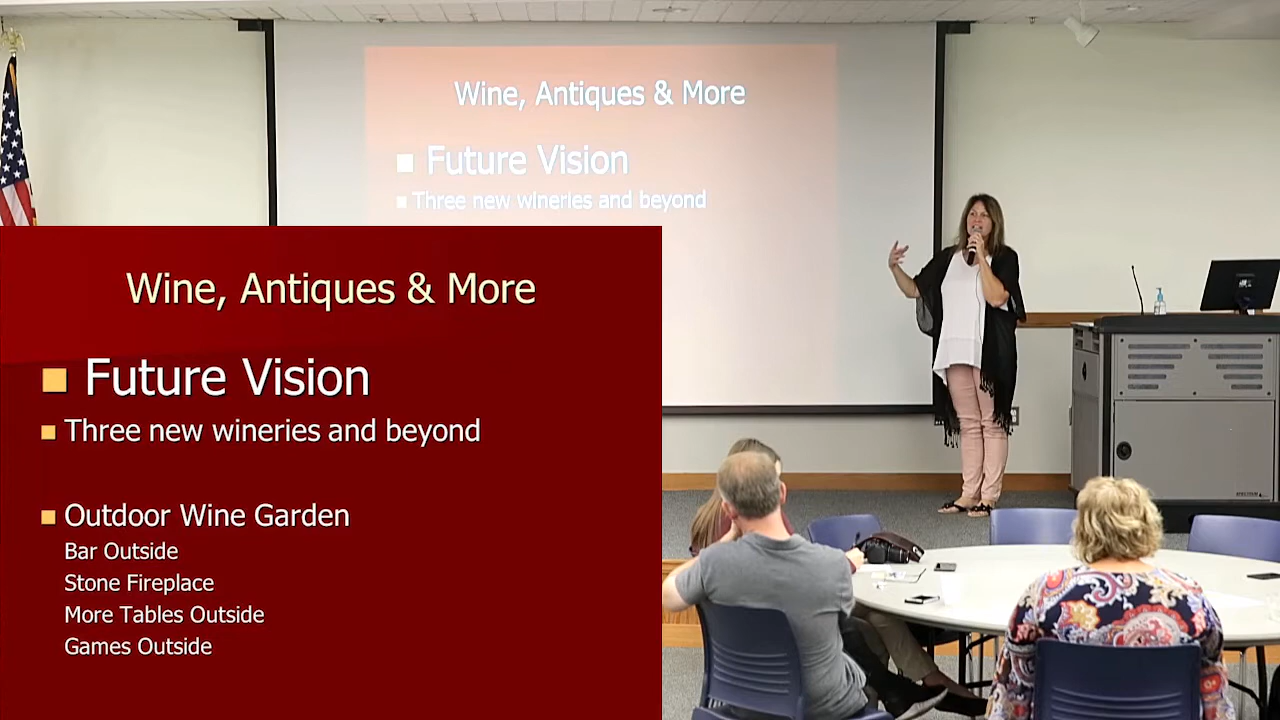 Wine, Antiques & More
Future Vision
Three new wineries and beyond
Wine, Antiques & More
Future Vision
Three new wineries and beyond
Outdoor Wine Garden
Bar Outside
Stone Fireplace
More Tables Outside
Games Outside